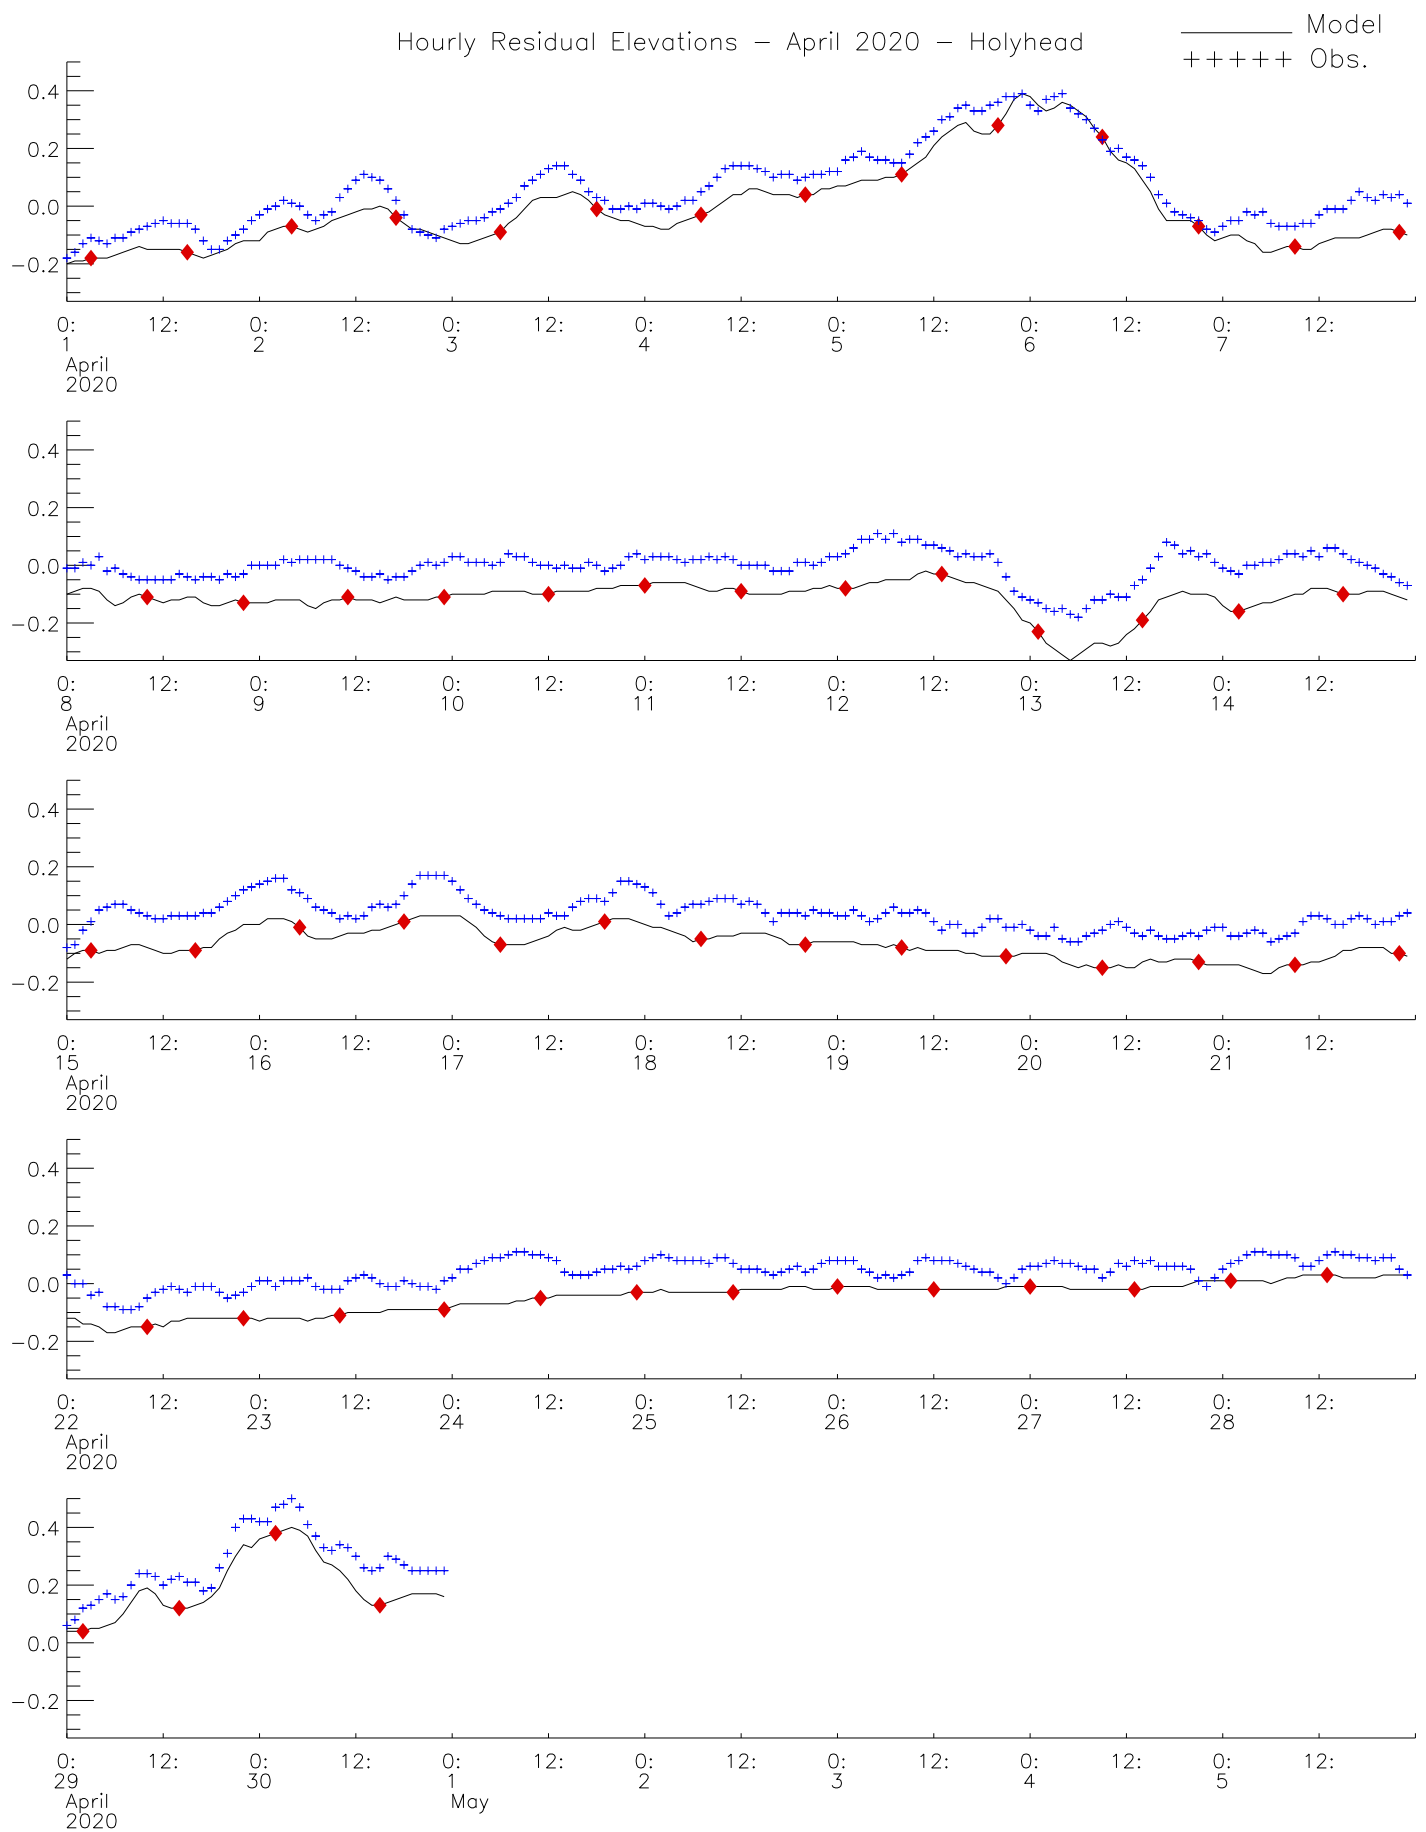 Hourly Residual Elevations − April 2020 − Holyhead
Model
+++++ Obs.
0.4
0.2
0.0
−0.2
0: 12: 0: 12: 0: 12: 0: 12: 0: 12: 0: 12: 0: 12:
1 2 3 4 5 6 7
April
2020
0.4
0.2
0.0
−0.2
0: 12: 0: 12: 0: 12: 0: 12: 0: 12: 0: 12: 0: 12:
8 9 10 11 12 13 14
April
2020
0.4
0.2
0.0
−0.2
0: 12: 0: 12: 0: 12: 0: 12: 0: 12: 0: 12: 0: 12:
15 16 17 18 19 20 21
April
2020
0.4
0.2
0.0
−0.2
0: 12: 0: 12: 0: 12: 0: 12: 0: 12: 0: 12: 0: 12:
22 23 24 25 26 27 28
April
2020
0.4
0.2
0.0
−0.2
0: 12: 0: 12: 0: 12: 0: 12: 0: 12: 0: 12: 0: 12:
29 30 1 2 3 4 5
April May
2020